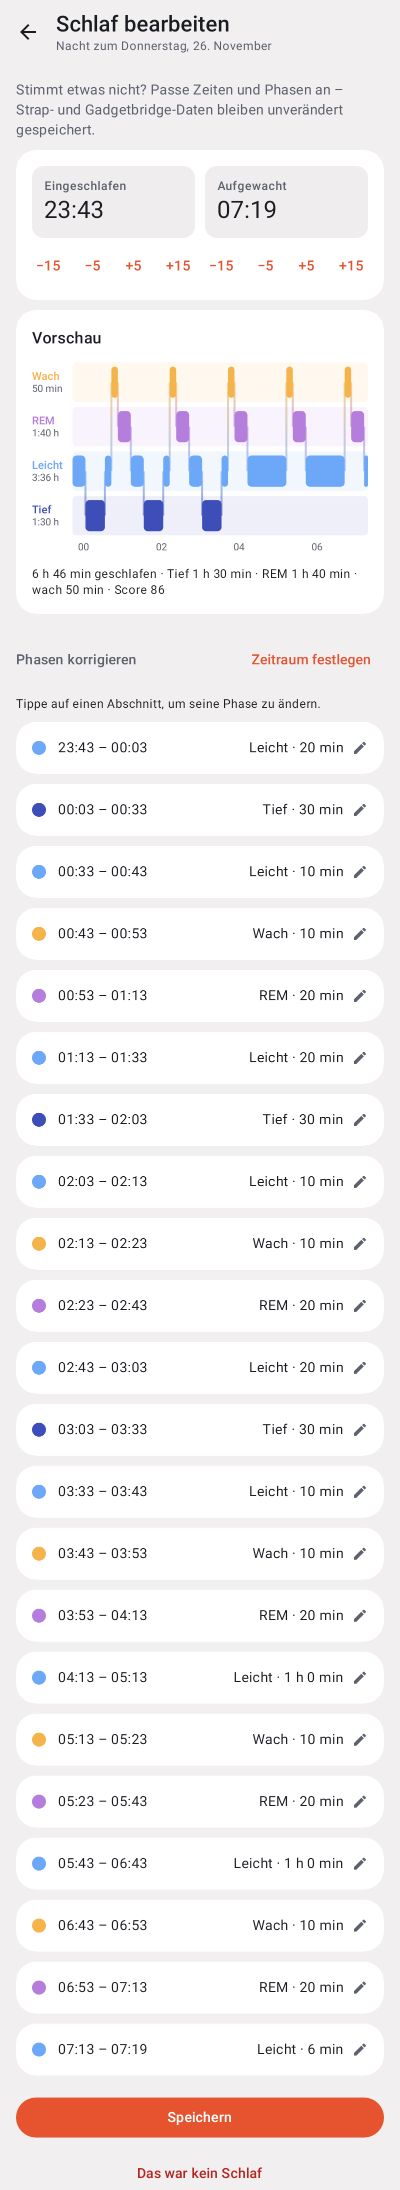 Schlaf bearbeiten
Nacht zum Donnerstag, 26. November
Stimmt etwas nicht? Passe Zeiten und Phasen an –
Strap- und Gadgetbridge-Daten bleiben unverändert
gespeichert.
Eingeschlafen
23:43
Aufgewacht
07:19
−15 −5 +5 +15 −15 −5 +5 +15
Vorschau
Wach
50 min
REM
1:40 h
Leicht
3:36 h
Tief
1:30 h
00 02 04 06
6 h 46 min geschlafen · Tief 1 h 30 min · REM 1 h 40 min ·
wach 50 min · Score 86
Phasen korrigieren Zeitraum festlegen
Tippe auf einen Abschnitt, um seine Phase zu ändern.
23:43 – 00:03 Leicht · 20 min
00:03 – 00:33 Tief · 30 min
00:33 – 00:43 Leicht · 10 min
00:43 – 00:53 Wach · 10 min
00:53 – 01:13 REM · 20 min
01:13 – 01:33 Leicht · 20 min
01:33 – 02:03 Tief · 30 min
02:03 – 02:13 Leicht · 10 min
02:13 – 02:23 Wach · 10 min
02:23 – 02:43 REM · 20 min
02:43 – 03:03 Leicht · 20 min
03:03 – 03:33 Tief · 30 min
03:33 – 03:43 Leicht · 10 min
03:43 – 03:53 Wach · 10 min
03:53 – 04:13 REM · 20 min
04:13 – 05:13 Leicht · 1 h 0 min
05:13 – 05:23 Wach · 10 min
05:23 – 05:43 REM · 20 min
05:43 – 06:43 Leicht · 1 h 0 min
06:43 – 06:53 Wach · 10 min
06:53 – 07:13 REM · 20 min
07:13 – 07:19 Leicht · 6 min
Speichern
Das war kein Schlaf